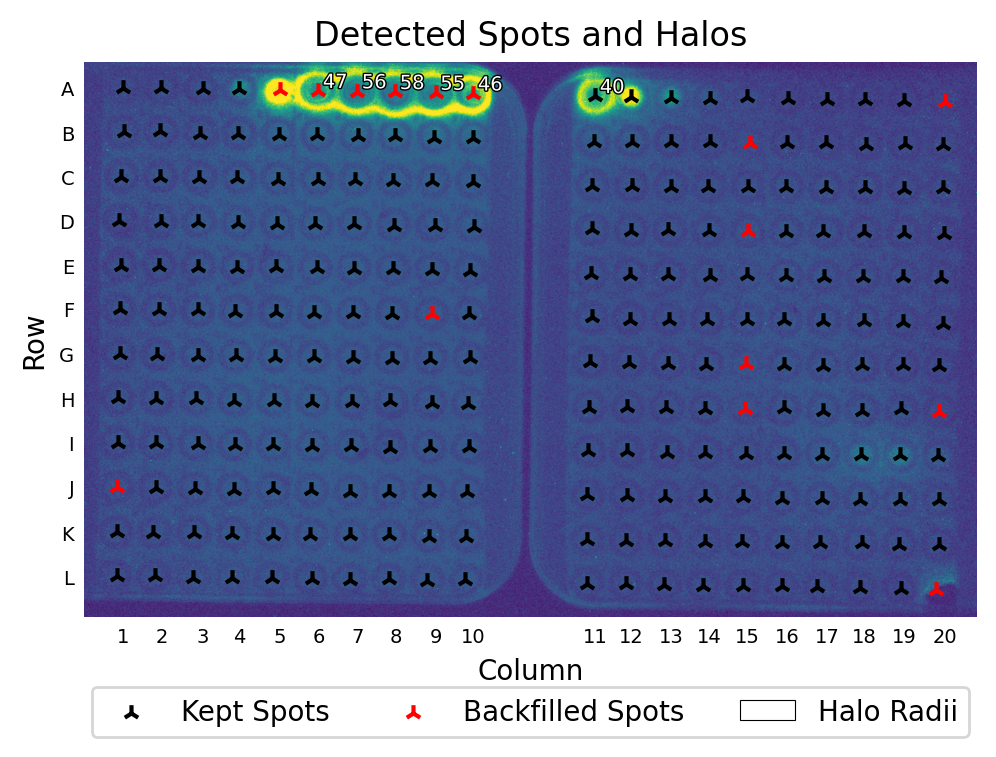 Detected Spots and Halos
A 47 56 58 55 46 40
B
C
D
E
F
G
H
I
J
K
L
Row
1 2 3 4 5 6 7 8 9 10 11 12 13 14 15 16 17 18 19 20
Column
Kept Spots Backfilled Spots Halo Radii